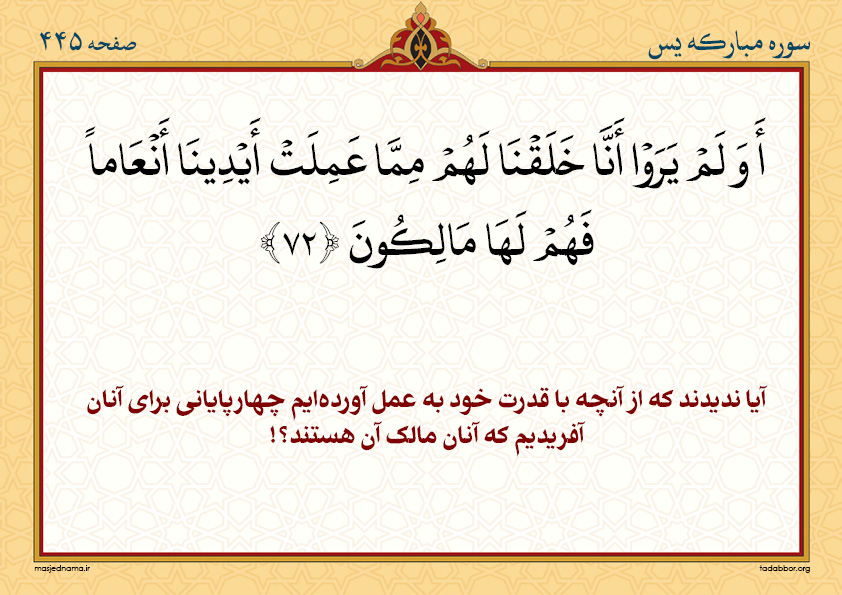 سوره مبارکه یس
صفحه ۴۴۵
أَوَلَمْ يَرَوْا أَنَّا خَلَقْنَا لَهُمْ مِمَّا عَمِلَتْ أَيْدِينَا أَنْعَاماً
فَهُمْ لَهَا مَالِكُونَ ﴿۷۲﴾
آیا ندیدند که از آنچه با قدرت خود به عمل آورده‌ایم چهارپایانی برای آنان
آفریدیم که آنان مالک آن هستند؟!
masjednama.ir
tadabbor.org